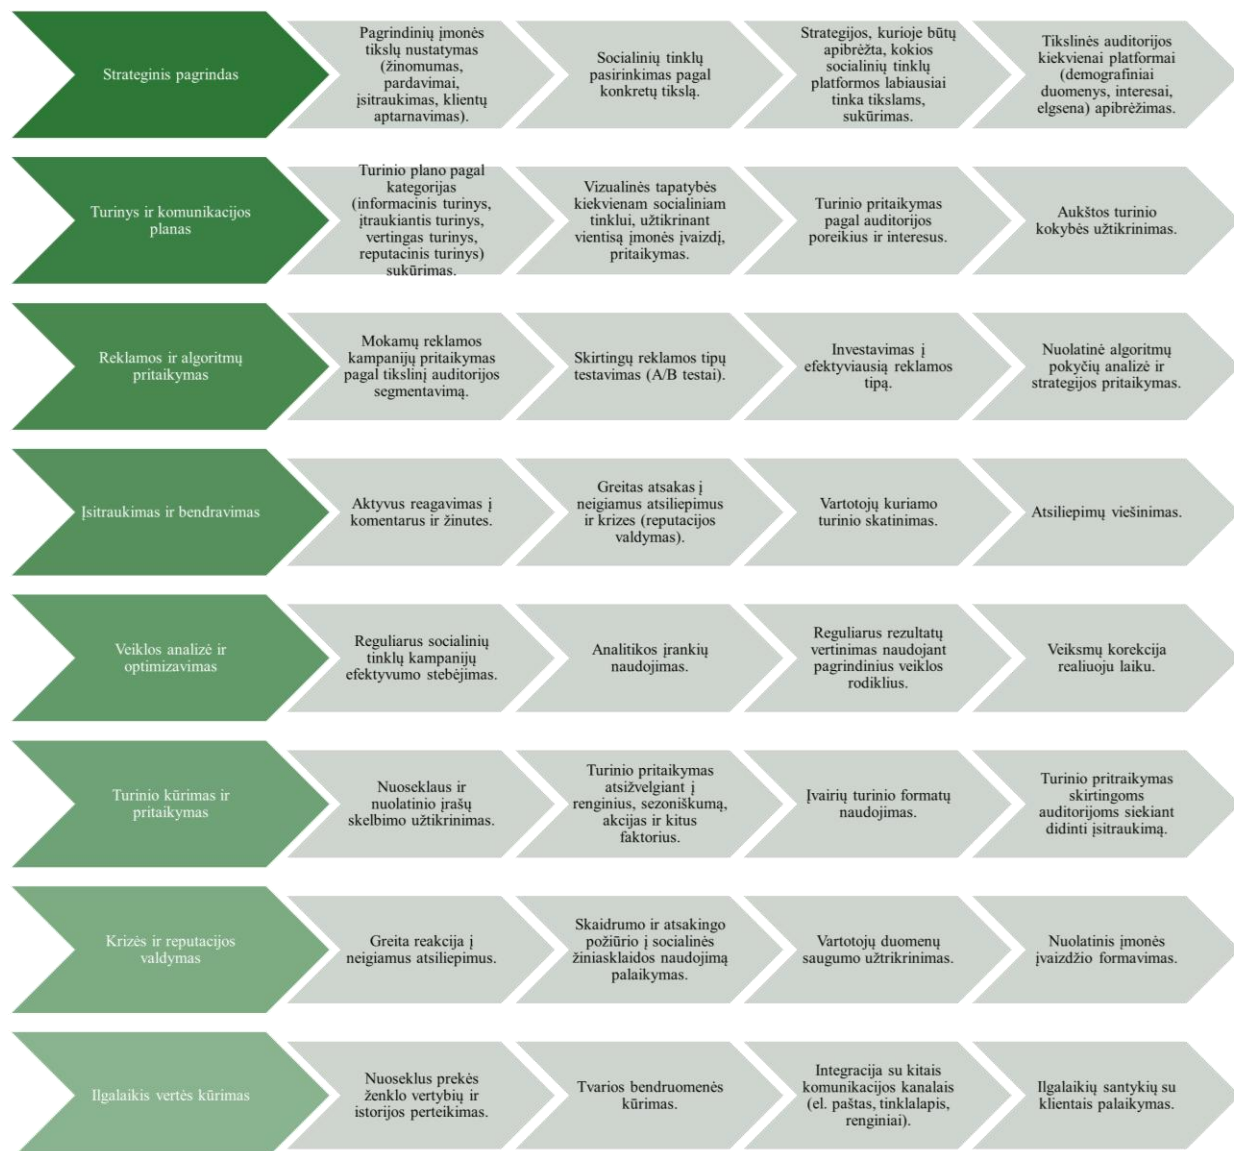 Strateginis pagrindas
Pagrindinių įmonės
tikslų nustatymas
(žinomumas,
pardavimai,
įsitraukimas, klientų
aptarnavimas).
Socialinių tinklų
pasirinkimas pagal
konkretų tikslą.
Strategijos, kurioje būtų
apibrėžta, kokios
socialinių tinklų
platformos labiausiai
tinka tikslams,
sukūrimas.
Tikslinės auditorijos
kiekvienai platformai
(demografiniai
duomenys, interesai,
elgsena) apibrėžimas.
Turinys ir komunikacijos
planas
Turinio plano pagal
kategorijas
(informacinis turinys,
įtraukiantis turinys,
vertingas turinys,
reputacinis turinys)
sukūrimas.
Vizualinės tapatybės
kiekvienam socialiniam
tinklui, užtikrinant
vientisą įmonės įvaizdį,
pritaikymas.
Turinio pritaikymas
pagal auditorijos
poreikius ir interesus.
Aukštos turinio
kokybės užtikrinimas.
Reklamos ir algoritmų
pritaikymas
Mokamų reklamos
kampanijų pritaikymas
pagal tikslinį auditorijos
segmentavimą.
Skirtingų reklamos tipų
testavimas (A/B testai).
Investavimas į
efektyviausią reklamos
tipą.
Nuolatinė algoritmų
pokyčių analizė ir
strategijos pritaikymas.
Įsitraukimas ir bendravimas
Aktyvus reagavimas į
komentarus ir žinutes.
Greitas atsakas į
neigiamus atsiliepimus
ir krizes (reputacijos
valdymas).
Vartotojų kuriamo
turinio skatinimas.
Atsiliepimų viešinimas.
Veiklos analizė ir
optimizavimas
Reguliarus socialinių
tinklų kampanijų
efektyvumo stebėjimas.
Analitikos įrankių
naudojimas.
Reguliarus rezultatų
vertinimas naudojant
pagrindinius veiklos
rodiklius.
Veiksmų korekcija
realiuoju laiku.
Turinio kūrimas ir
pritaikymas
Nuoseklaus ir
nuolatinio įrašų
skelbimo užtikrinimas.
Turinio pritaikymas
atsižvelgiant į
renginius, sezoniškumą,
akcijas ir kitus
faktorius.
Įvairių turinio formatų
naudojimas.
Turinio pritraikymas
skirtingoms
auditorijoms siekiant
didinti įsitraukimą.
Krizės ir reputacijos
valdymas
Greita reakcija į
neigiamus atsiliepimus.
Skaidrumo ir atsakingo
požiūrio į socialinės
žiniasklaidos naudojimą
palaikymas.
Vartotojų duomenų
saugumo užtrikrinimas.
Nuolatinis įmonės
įvaizdžio formavimas.
Ilgalaikis vertės kūrimas
Nuoseklus prekės
ženklo vertybių ir
istorijos perteikimas.
Tvarios bendruomenės
kūrimas.
Integracija su kitais
komunikacijos kanalais
(el. paštas, tinklalapis,
renginiai).
Ilgalaikių santykių su
klientais palaikymas.